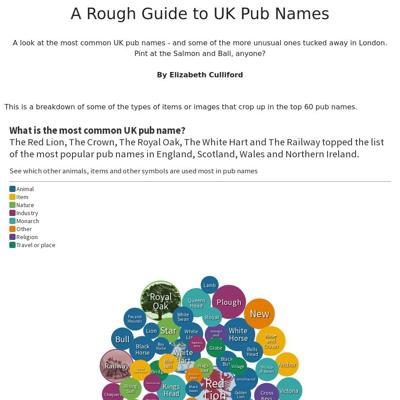 A Rough Guide to UK Pub Names
A look at the most common UK pub names - and some of the more unusual ones tucked away in London.
Pint at the Salmon and Ball, anyone?
By Elizabeth Culliford
This is a breakdown of some of the types of items or images that crop up in the top 60 pub names.
What is the most common UK pub name?
The Red Lion, The Crown, The Royal Oak, The White Hart and The Railway topped the list
of the most popular pub names in England, Scotland, Wales and Northern Ireland.
See which other animals, items and other symbols are used most in pub names
Animal
Item
Nature
Industry
Monarch
Other
Religion
Travel or place
Lamb
Royal
Oak
Queens
Head
Plough
New
White
Swan
Royal
Star
Lion
White
Horse
Bull
Black
Horse
Globe
White
Hart
Railway
Village
Anchor
Kings
Head
Red
Lion
Victoria
Cross
Keys